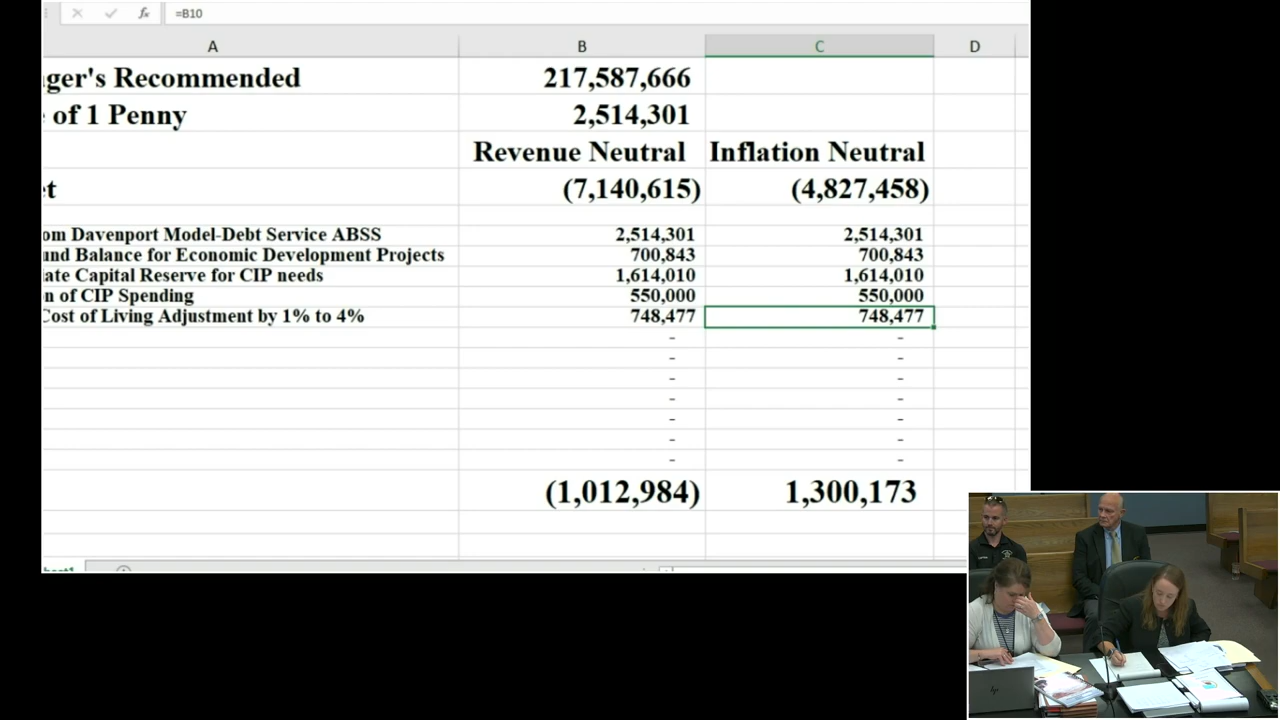 fx =B10
A B C D
ger's Recommended 217,587,666
of 1 Penny 2,514,301
Revenue Neutral Inflation Neutral
et (7,140,615) (4,827,458)
om Davenport Model-Debt Service ABSS 2,514,301 2,514,301
und Balance for Economic Development Projects 700,843 700,843
ate Capital Reserve for CIP needs 1,614,010 1,614,010
n of CIP Spending 550,000 550,000
Cost of Living Adjustment by 1% to 4% 748,477 748,477
- -
- -
- -
- -
- -
- -
- -
(1,012,984) 1,300,173